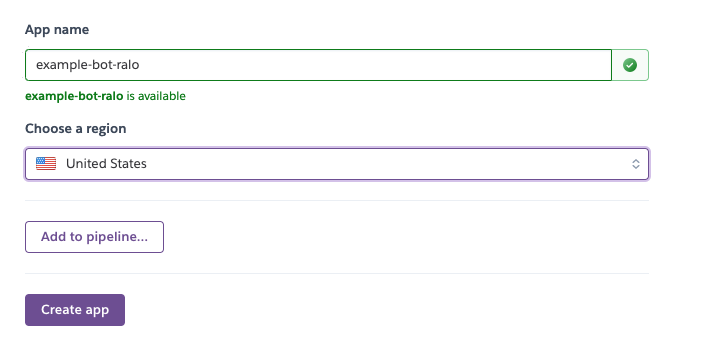 App name
example-bot-ralo
example-bot-ralo is available
Choose a region
United States
Add to pipeline...
Create app